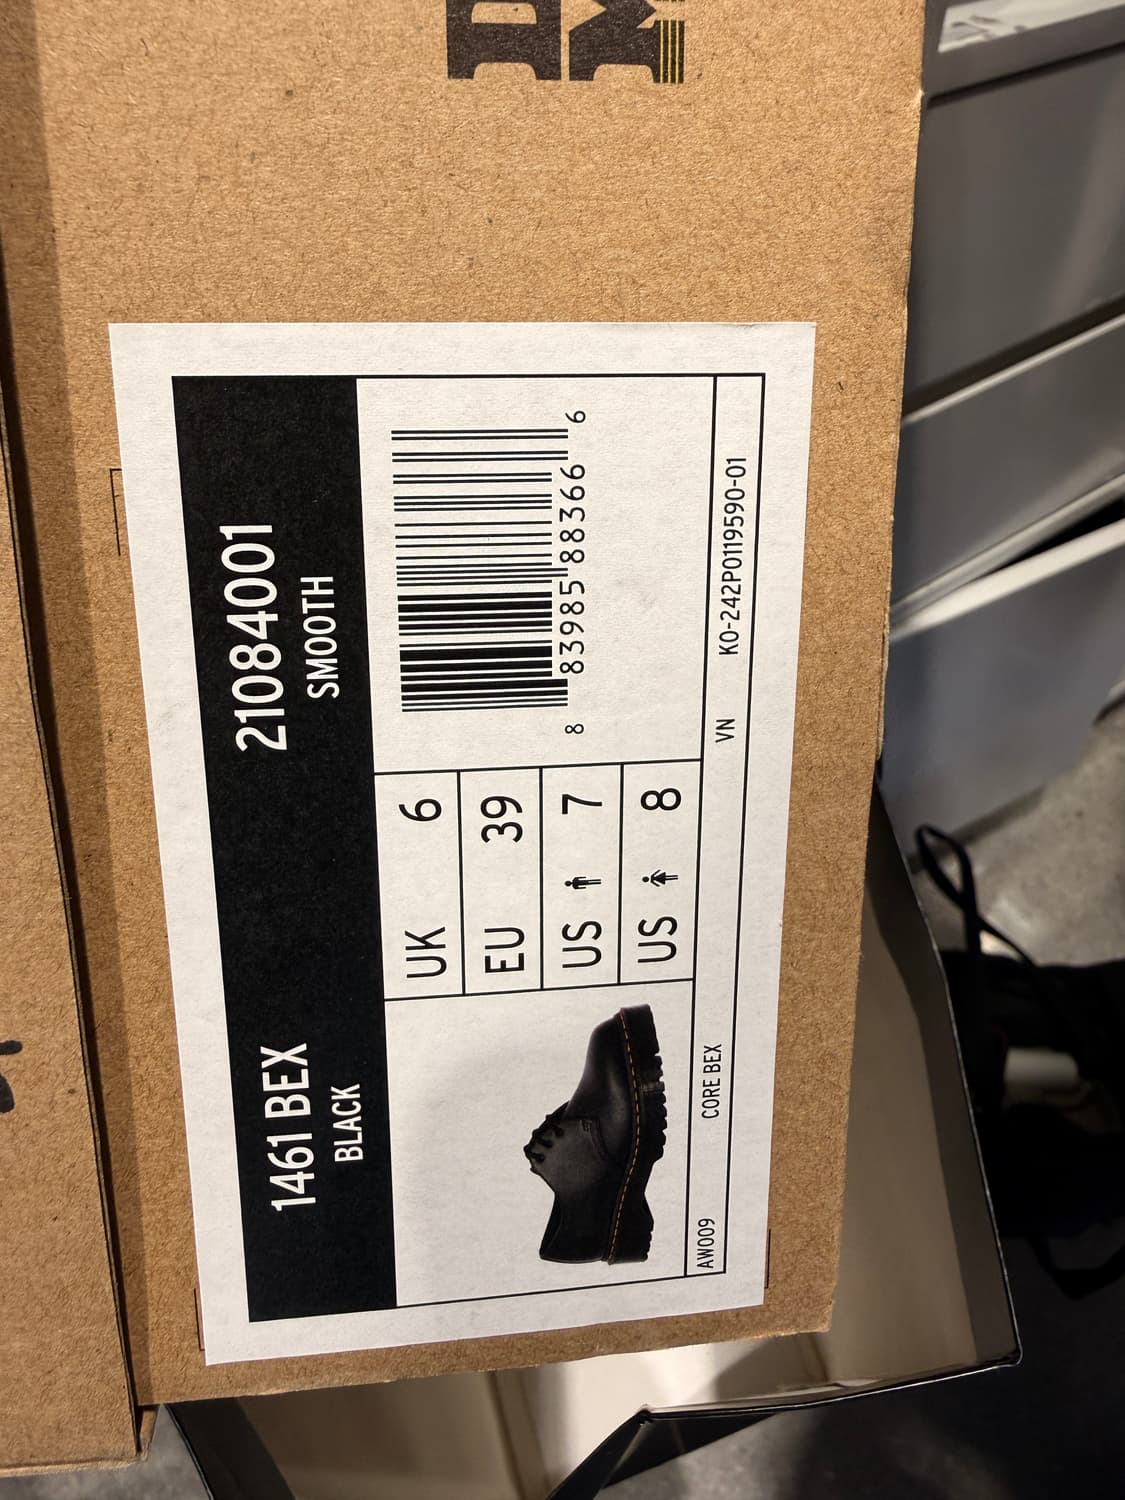 1461 BEX 21084001
BLACK SMOOTH
UK 6
EU 39
US 7
US 8
8 83985 88366 6
AW009 CORE BEX VN KO-242P0119590-01